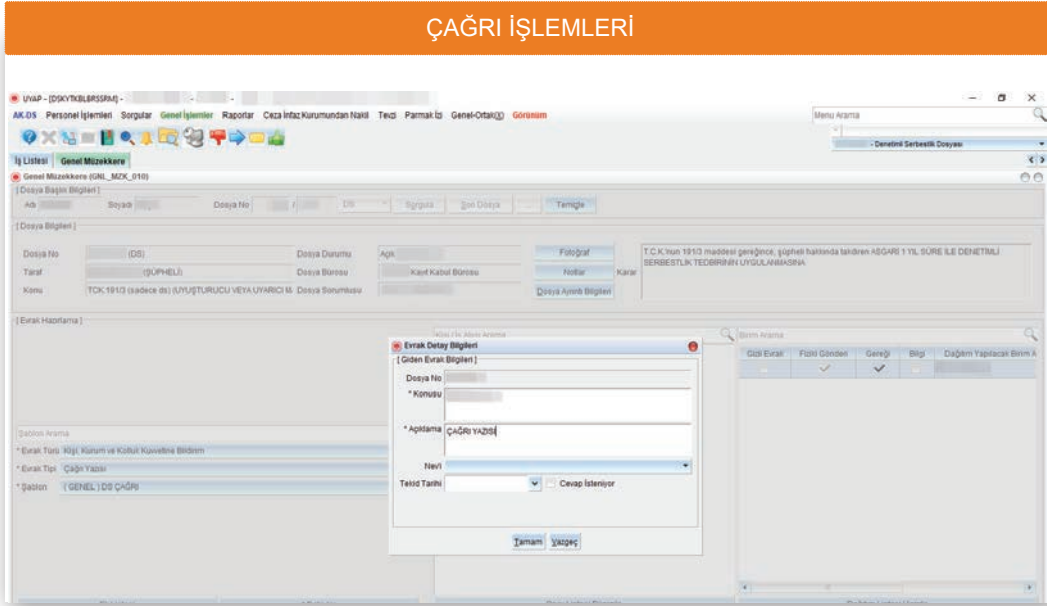 ÇAĞRI İŞLEMLERİ
UYAP - [DSKYTKBLBRSSRM] -
AK-DS Personel İşlemleri Sorgular Genel İşlemler Raporlar Ceza İnfaz Kurumundan Nakil Tevzi Parmak İzi Genel-Ortak(X) Görünüm
Menu Arama
- Denetimli Serbestlik Dosyası
İş Listesi Genel Müzekkere
Genel Müzekkere (GNL_MZK_010)
[ Dosya Başlık Bilgileri ]
Adı Soyadı Dosya No / DS Sorgula Son Dosya ... Temizle
[ Dosya Bilgileri ]
Dosya No (DS) Dosya Durumu Açık Fotoğraf
Taraf (ŞÜPHELİ) Dosya Bürosu Kayıt Kabul Bürosu Notlar Karar
Konu TCK.191/3 (sadece ds) (UYUŞTURUCU VEYA UYARICI M Dosya Sorumlusu Dosya Ayrıntı Bilgileri
T.C.K.'nun 191/3 maddesi gereğince, şüpheli hakkında takdiren ASGARİ 1 YIL SÜRE İLE DENETİMLİ
SERBESTLİK TEDBİRİNİN UYGULANMASINA
[ Evrak Hazırlama ]
Birim Arama
Gizli Evrak Fiziki Gönderi Gereği Bilgi Dağıtım Yapılacak Birim A
Şablon Arama
* Evrak Türü Kişi, Kurum ve Kolluk Kuvvetine Bildirim
* Evrak Tipi Çağrı Yazısı
* Şablon ( GENEL ) DS ÇAĞRI
Evrak Detay Bilgileri
[ Giden Evrak Bilgileri ]
Dosya No
* Konusu
* Açıklama ÇAĞRI YAZISI
Nev'i
Tekid Tarihi Cevap İsteniyor
Tamam Vazgeç